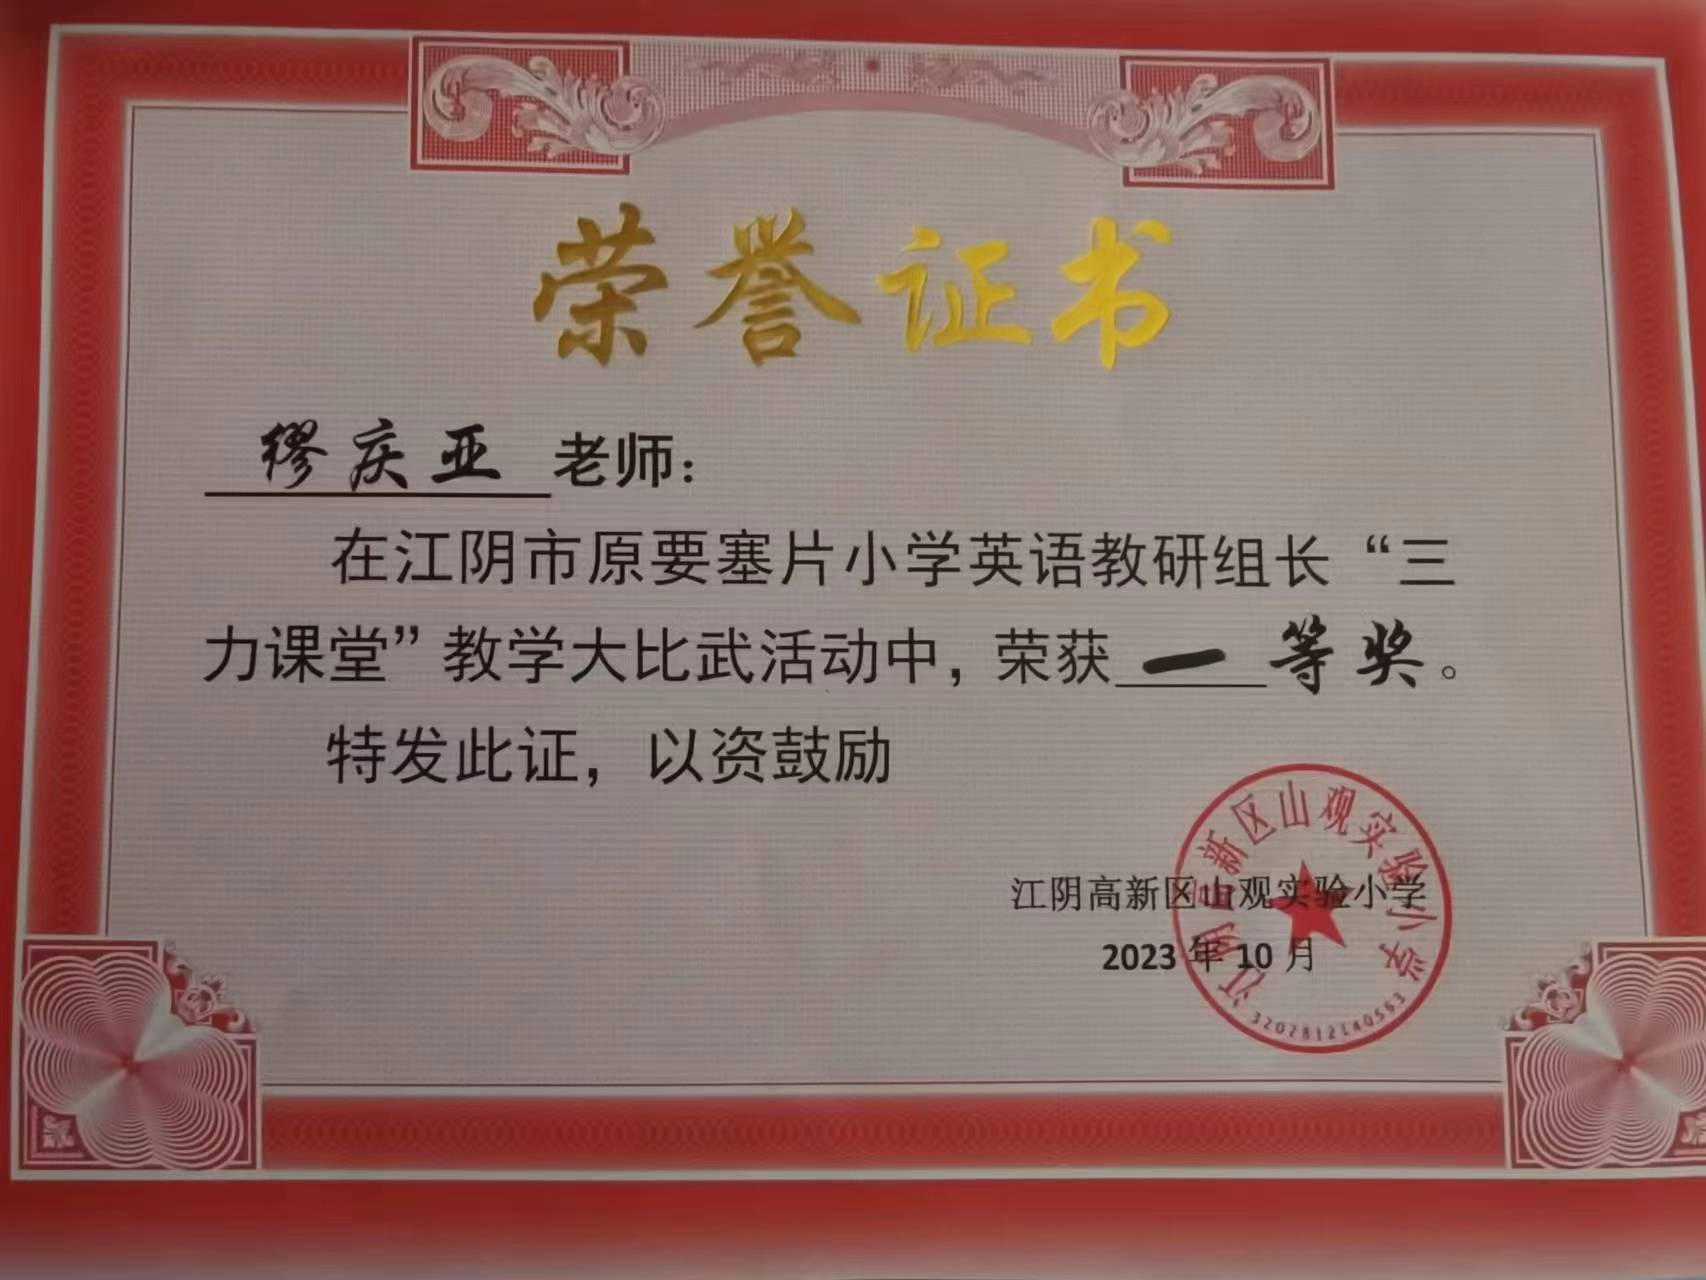 荣誉证书
缪庆亚老师：
在江阴市原要塞片小学英语教研组长“三
力课堂”教学大比武活动中，荣获一等奖。
特发此证，以资鼓励
江阴高新区山观实验小学
2023年10月
江阴高新区山观实验小学
3202812140563